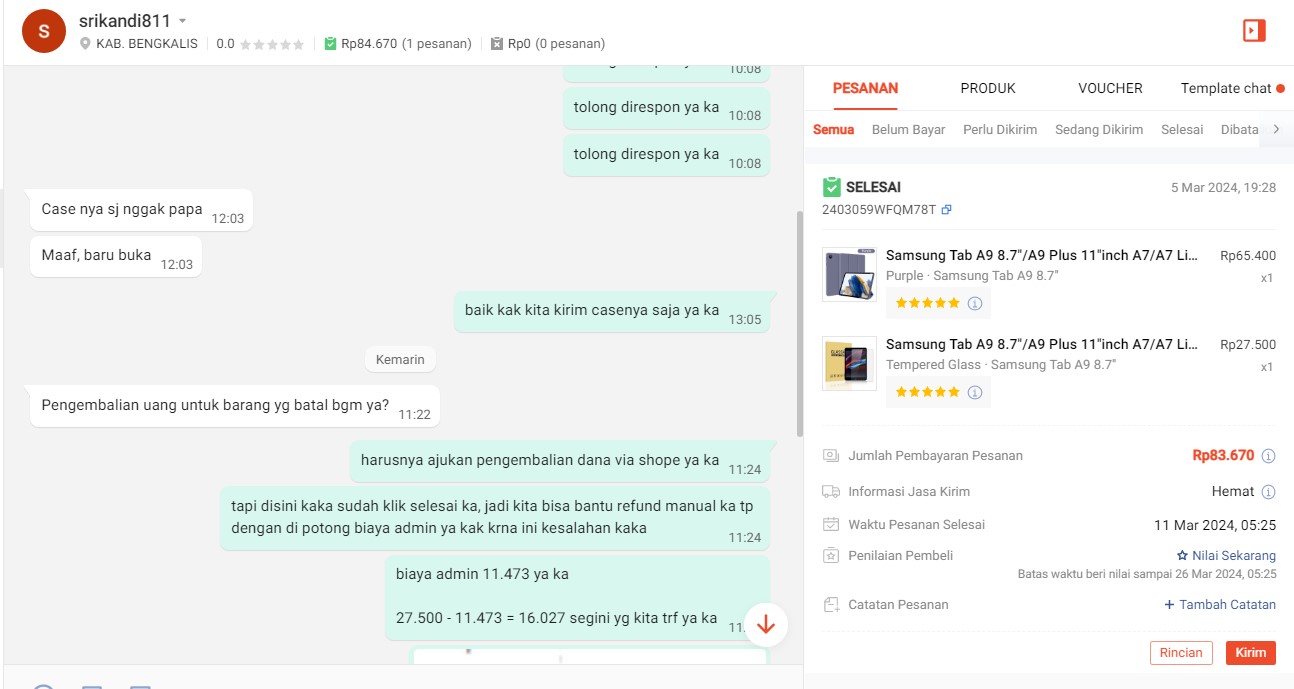 S
srikandi811
KAB. BENGKALIS
0.0
Rp84.670 (1 pesanan)
Rp0 (0 pesanan)
10:08
tolong direspon ya ka
10:08
tolong direspon ya ka
10:08
Case nya sj nggak papa
12:03
Maaf, baru buka
12:03
baik kak kita kirim casenya saja ya ka
13:05
Kemarin
Pengembalian uang untuk barang yg batal bgm ya?
11:22
harusnya ajukan pengembalian dana via shope ya ka
11:24
tapi disini kaka sudah klik selesai ka, jadi kita bisa bantu refund manual ka tp
dengan di potong biaya admin ya kak krna ini kesalahan kaka
11:24
biaya admin 11.473 ya ka
27.500 - 11.473 = 16.027 segini yg kita trf ya ka
PESANAN
PRODUK
VOUCHER
Template chat
Semua
Belum Bayar
Perlu Dikirim
Sedang Dikirim
Selesai
Dibata
SELESAI
5 Mar 2024, 19:28
2403059WFQM78T
Samsung Tab A9 8.7"/A9 Plus 11"inch A7/A7 Li...
Rp65.400
Purple · Samsung Tab A9 8.7"
x1
Samsung Tab A9 8.7"/A9 Plus 11"inch A7/A7 Li...
Rp27.500
Tempered Glass · Samsung Tab A9 8.7"
x1
Jumlah Pembayaran Pesanan
Rp83.670
Informasi Jasa Kirim
Hemat
Waktu Pesanan Selesai
11 Mar 2024, 05:25
Penilaian Pembeli
Nilai Sekarang
Batas waktu beri nilai sampai 26 Mar 2024, 05:25
Catatan Pesanan
+ Tambah Catatan
Rincian
Kirim